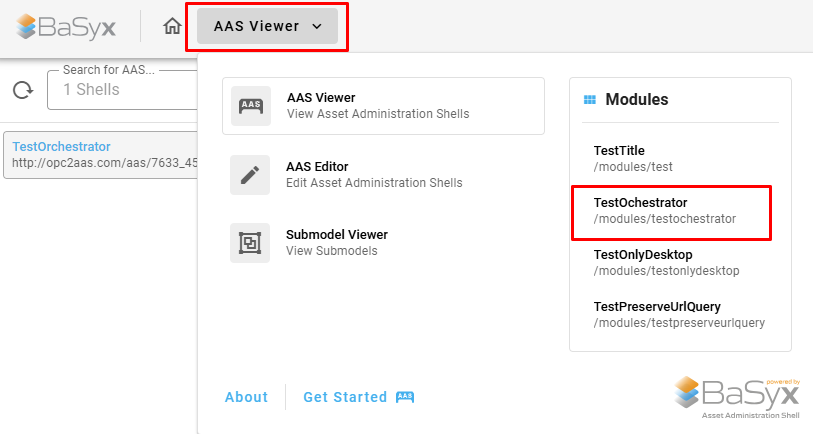 BaSyx
AAS Viewer
Search for AAS...
1 Shells
TestOrchestrator
http://opc2aas.com/aas/7633_45
AAS
AAS Viewer
View Asset Administration Shells
AAS Editor
Edit Asset Administration Shells
Submodel Viewer
View Submodels
Modules
TestTitle
/modules/test
TestOchestrator
/modules/testochestrator
TestOnlyDesktop
/modules/testonlydesktop
TestPreserveUrlQuery
/modules/testpreserveurlquery
About
Get Started AAS
powered by
BaSyx
Asset Administration Shell